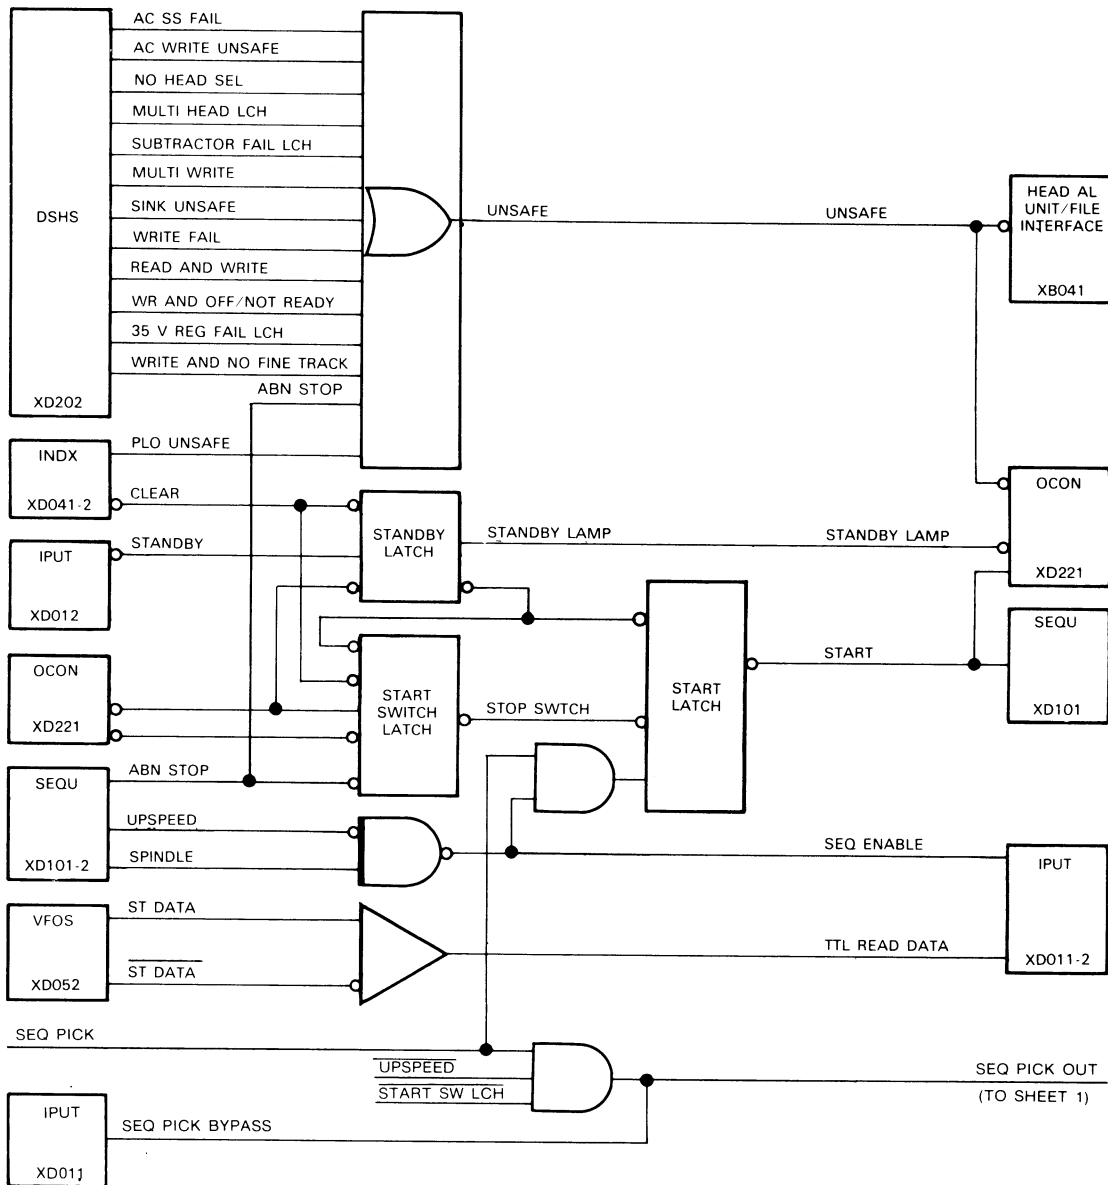 AC SS FAIL
AC WRITE UNSAFE
NO HEAD SEL
MULTI HEAD LCH
SUBTRACTOR FAIL LCH
MULTI WRITE
DSHS
SINK UNSAFE
WRITE FAIL
READ AND WRITE
WR AND OFF/NOT READY
35 V REG FAIL LCH
WRITE AND NO FINE TRACK
ABN STOP
XD202
UNSAFE
UNSAFE
HEAD AL
UNIT/FILE
INTERFACE
XB041
INDX
PLO UNSAFE
XD041-2
CLEAR
IPUT
STANDBY
XD012
STANDBY
LATCH
STANDBY LAMP
STANDBY LAMP
OCON
XD221
OCON
XD221
START
SWITCH
LATCH
STOP SWTCH
START
LATCH
START
SEQU
XD101
SEQU
ABN STOP
UPSPEED
SPINDLE
XD101-2
SEQ ENABLE
IPUT
XD011-2
VFOS
ST DATA
ST DATA
XD052
TTL READ DATA
SEQ PICK
UPSPEED
START SW LCH
SEQ PICK OUT
(TO SHEET 1)
IPUT
SEQ PICK BYPASS
XD011